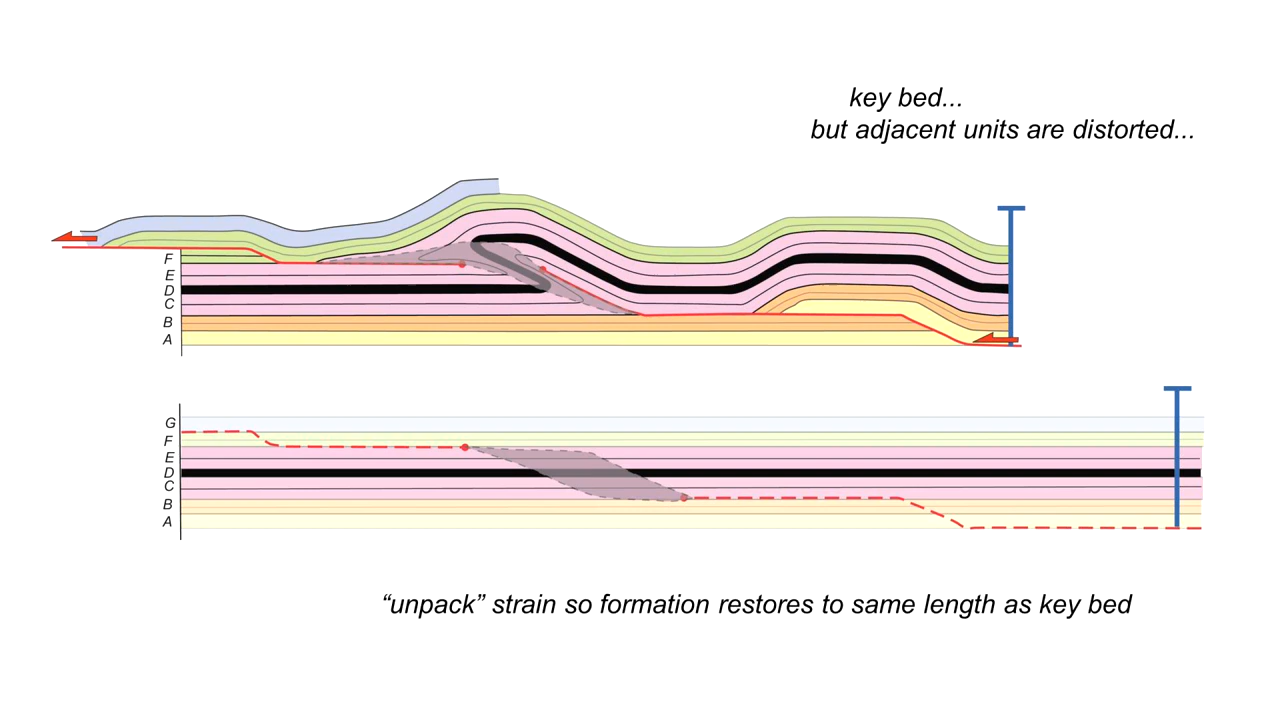 key bed...
but adjacent units are distorted...
F
E
D
C
B
A
G
F
E
D
C
B
A
“unpack” strain so formation restores to same length as key bed